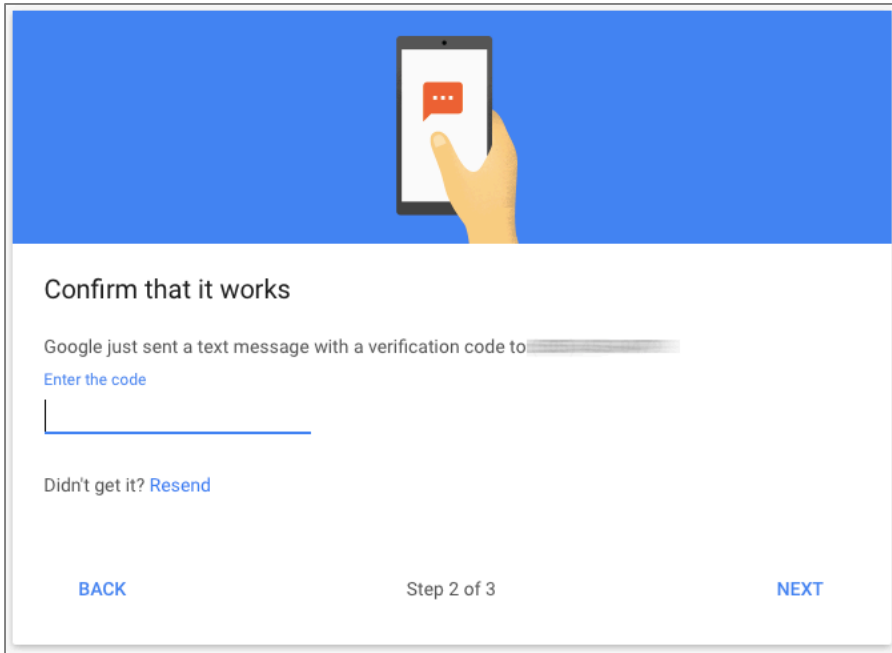 Confirm that it works
Google just sent a text message with a verification code to
Enter the code
Didn't get it? Resend
BACK Step 2 of 3 NEXT